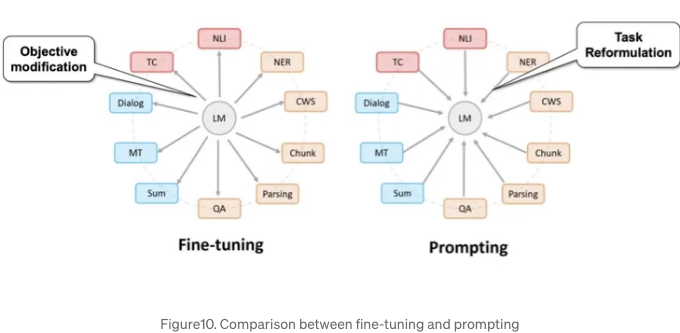 Objective
modification
NLI
TC
NER
Dialog
CWS
LM
MT
Chunk
Sum
Parsing
QA
Fine-tuning
Task
Reformulation
NLI
TC
NER
Dialog
CWS
LM
MT
Chunk
Sum
Parsing
QA
Prompting
Figure10. Comparison between fine-tuning and prompting